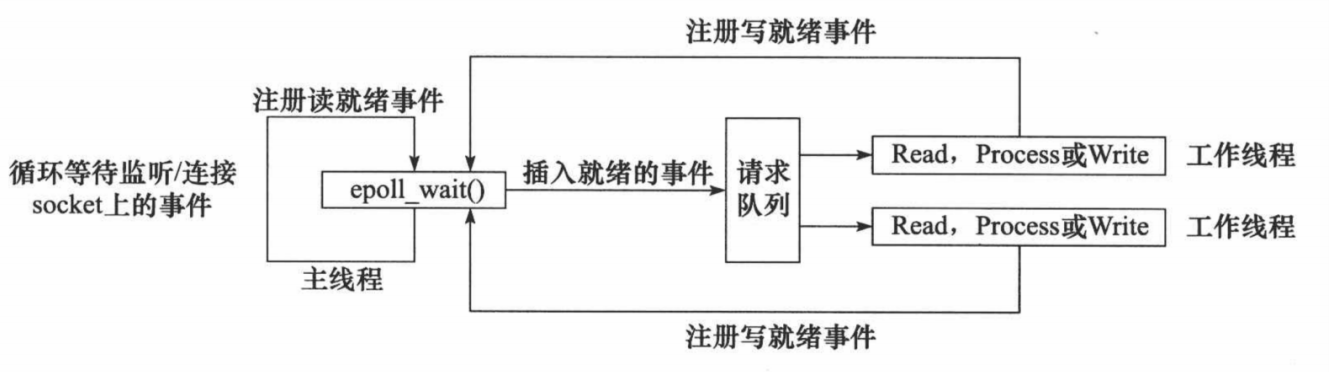 注册写就绪事件
注册读就绪事件
循环等待监听/连接
socket上的事件
epoll_wait()
插入就绪的事件
请求
队列
Read，Process或Write
工作线程
Read，Process或Write
工作线程
主线程
注册写就绪事件